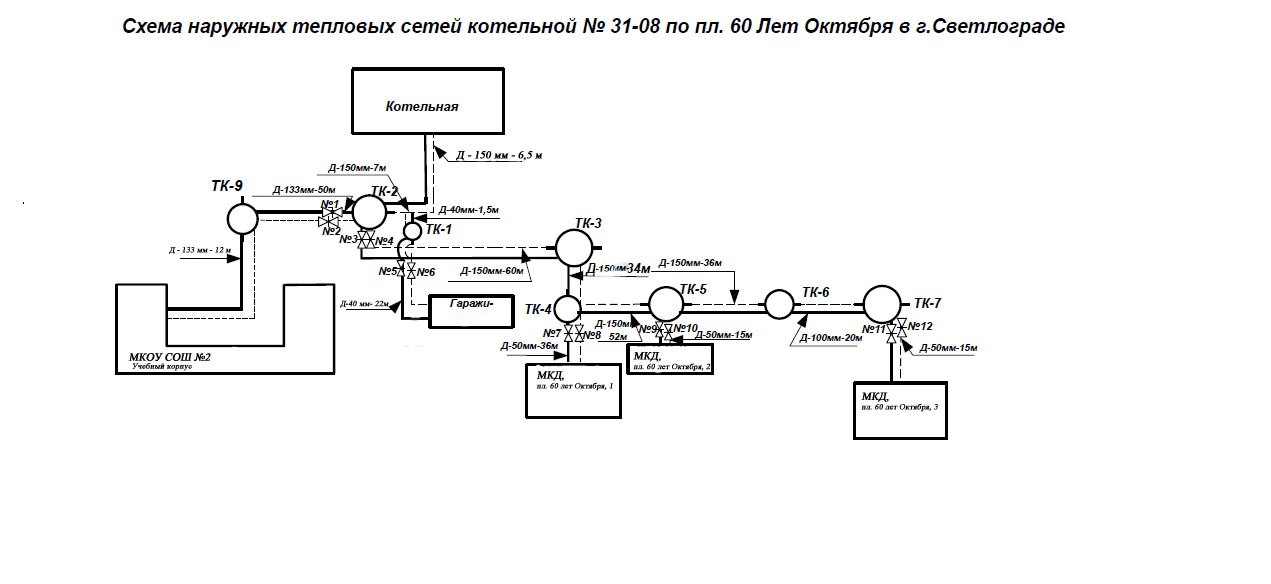 Схема наружных тепловых сетей котельной № 31-08 по пл. 60 Лет Октября в г.Светлограде
Котельная
Д - 150 мм - 6,5 м
Д-150мм-7м
ТК-9
Д-133мм-50м
ТК-2
№1
№2
Д-40мм-1,5м
ТК-1
ТК-3
№3
№4
Д - 133 мм - 12 м
№5
№6
Д-150мм-60м
Д-150мм-34м
Д-150мм-36м
ТК-5
ТК-6
ТК-7
Д-40 мм- 22м
Гаражи-
ТК-4
Д-150мм-
52м
№7
№8
№9
№10
Д-50мм-15м
Д-100мм-20м
№11
№12
Д-50мм-36м
Д-50мм-15м
МКОУ СОШ №2
Учебный корпус
МКД,
пл. 60 лет Октября, 2
МКД,
пл. 60 лет Октября, 1
МКД,
пл. 60 лет Октября, 3